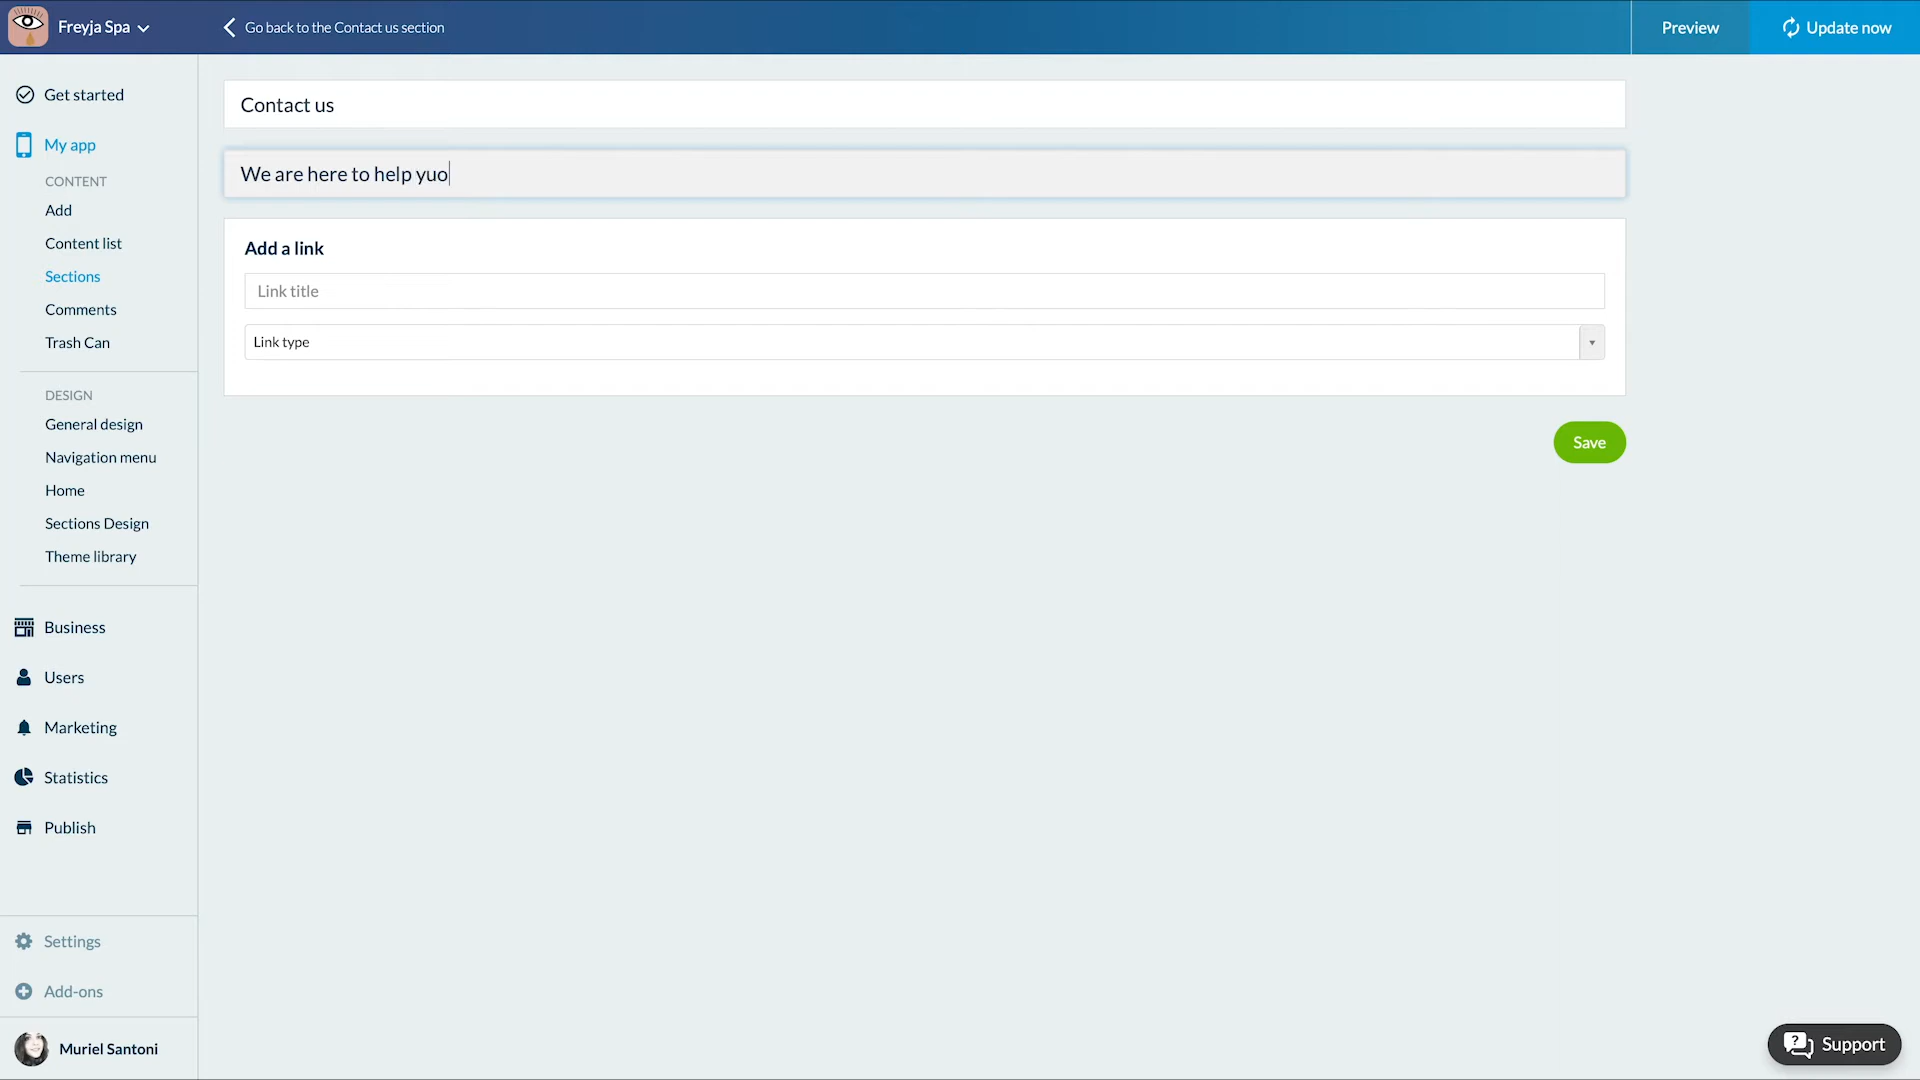 Freyja Spa
Go back to the Contact us section
Preview
Update now
Get started
My app
CONTENT
Add
Content list
Sections
Comments
Trash Can
DESIGN
General design
Navigation menu
Home
Sections Design
Theme library
Business
Users
Marketing
Statistics
Publish
Settings
Add-ons
Muriel Santoni
Contact us
We are here to help yuo
Add a link
Link title
Link type
Save
Support